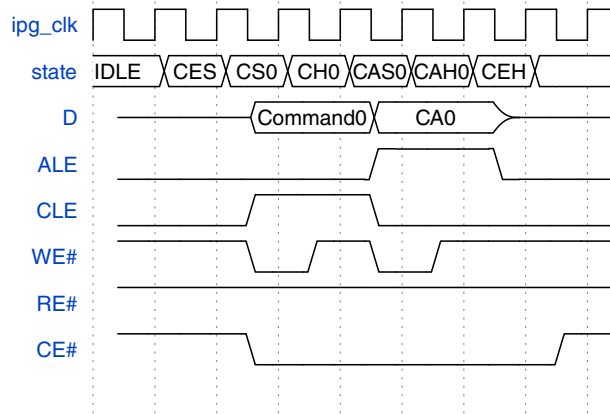 ipg_clk
state IDLE CES CS0 CH0 CAS0 CAH0 CEH
D Command0 CA0
ALE
CLE
WE#
RE#
CE#